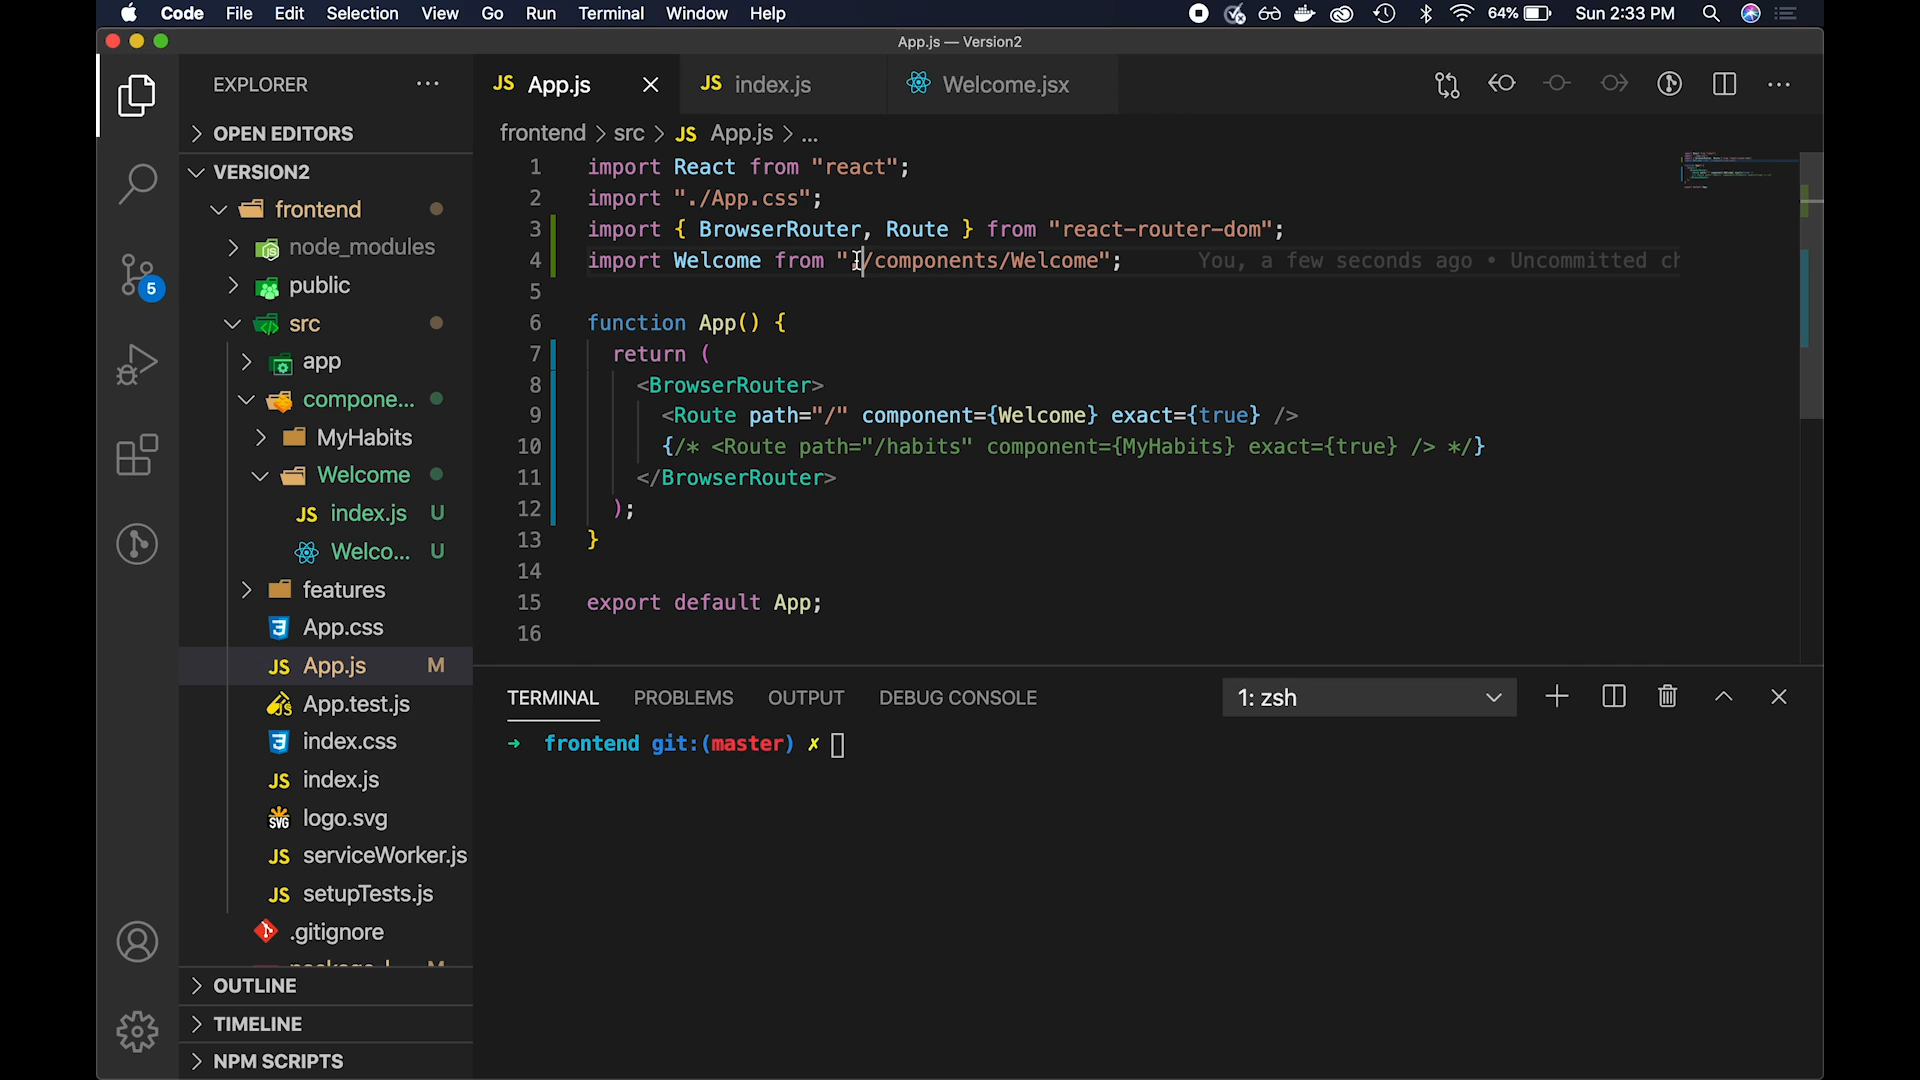 Code File Edit Selection View Go Run Terminal Window Help 64% Sun 2:33 PM
App.js — Version2
EXPLORER
JS App.js
JS index.js
Welcome.jsx
OPEN EDITORS
frontend > src > JS App.js > ...
VERSION2
frontend
node_modules
public
src
app
compone...
MyHabits
Welcome
JS index.js U
Welco... U
features
App.css
JS App.js M
App.test.js
index.css
JS index.js
logo.svg
JS serviceWorker.js
JS setupTests.js
.gitignore
OUTLINE
TIMELINE
NPM SCRIPTS
5
1 import React from "react";
2 import "./App.css";
3 import { BrowserRouter, Route } from "react-router-dom";
4 import Welcome from "./components/Welcome"; You, a few seconds ago • Uncommitted ch
5
6 function App() {
7 return (
8 <BrowserRouter>
9 <Route path="/" component={Welcome} exact={true} />
10 {/* <Route path="/habits" component={MyHabits} exact={true} /> */}
11 </BrowserRouter>
12 );
13 }
14
15 export default App;
16
TERMINAL PROBLEMS OUTPUT DEBUG CONSOLE 1: zsh
→ frontend git:(master) ✗